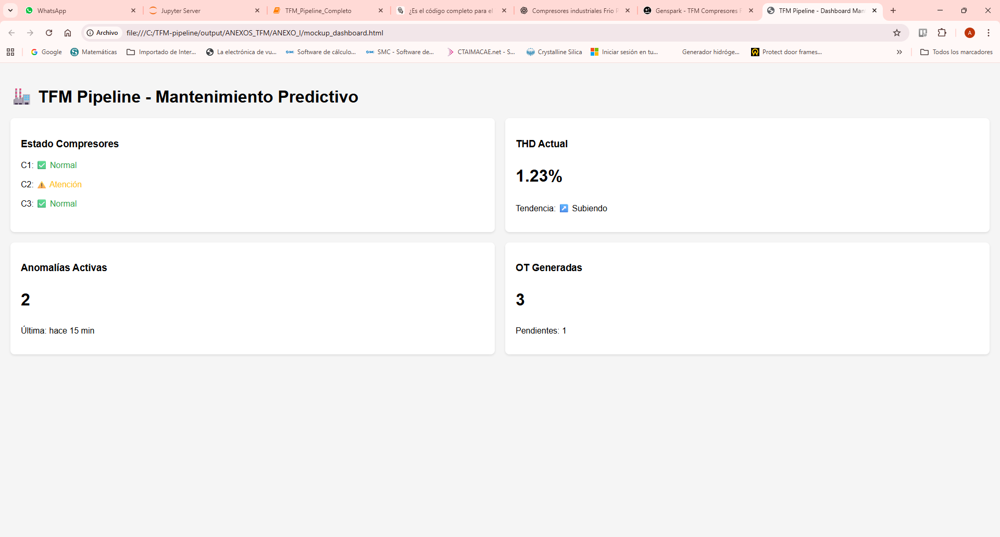 WhatsApp
Jupyter Server
TFM_Pipeline_Completo
¿Es el código completo para el
Compresores industriales Frio
Genspark - TFM Compresores
TFM Pipeline - Dashboard Man
Archivo
file:///C:/TFM-pipeline/output/ANEXOS_TFM/ANEXO_I/mockup_dashboard.html
A
Google
Matemáticas
Importado de Inter...
La electrónica de vu...
Software de cálculo...
SMC - Software de...
CTAIMACAE.net - S...
Crystalline Silica
Iniciar sesión en tu...
Generador hidróge...
Protect door frames...
Todos los marcadores
TFM Pipeline - Mantenimiento Predictivo
Estado Compresores
C1: ✅ Normal
C2: ⚠️ Atención
C3: ✅ Normal
THD Actual
1.23%
Tendencia: ↗️ Subiendo
Anomalías Activas
2
Última: hace 15 min
OT Generadas
3
Pendientes: 1